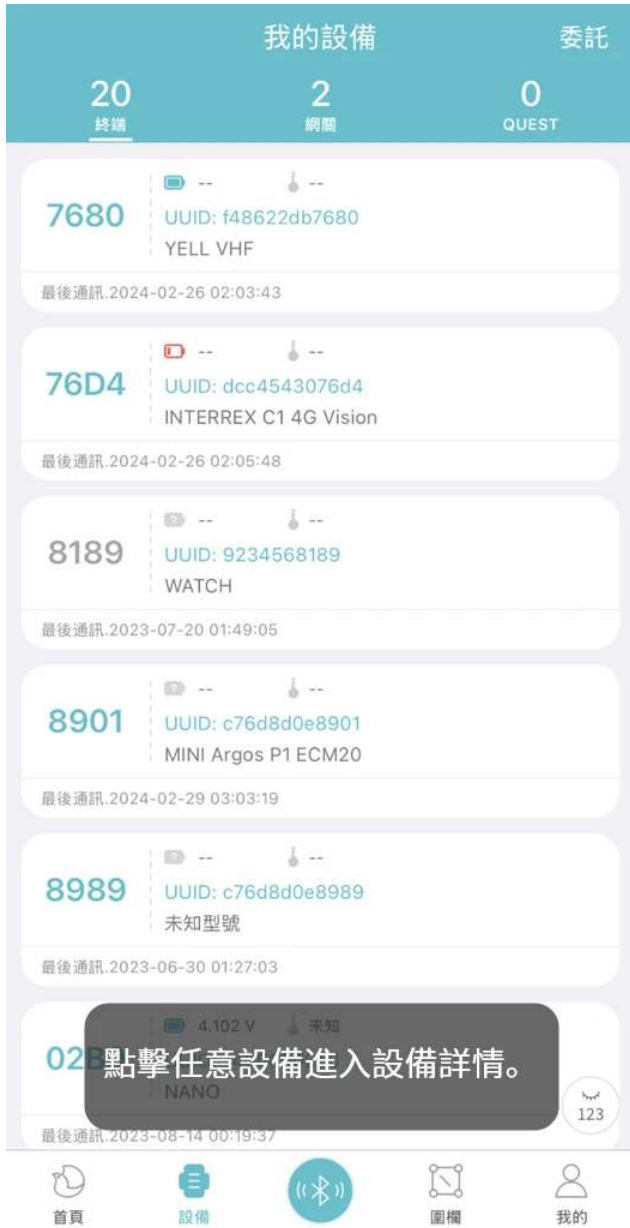 我的設備
委託
20
終端
2
網關
0
QUEST
7680
--
--
UUID: f48622db7680
YELL VHF
最後通訊.2024-02-26 02:03:43
76D4
--
--
UUID: dcc4543076d4
INTERREX C1 4G Vision
最後通訊.2024-02-26 02:05:48
8189
--
--
UUID: 9234568189
WATCH
最後通訊.2023-07-20 01:49:05
8901
--
--
UUID: c76d8d0e8901
MINI Argos P1 ECM20
最後通訊.2024-02-29 03:03:19
8989
--
--
UUID: c76d8d0e8989
未知型號
最後通訊.2023-06-30 01:27:03
4.102 V
未知
點擊任意設備進入設備詳情。
NANO
最後通訊.2023-08-14 00:19:37
123
首頁
設備
圍欄
我的